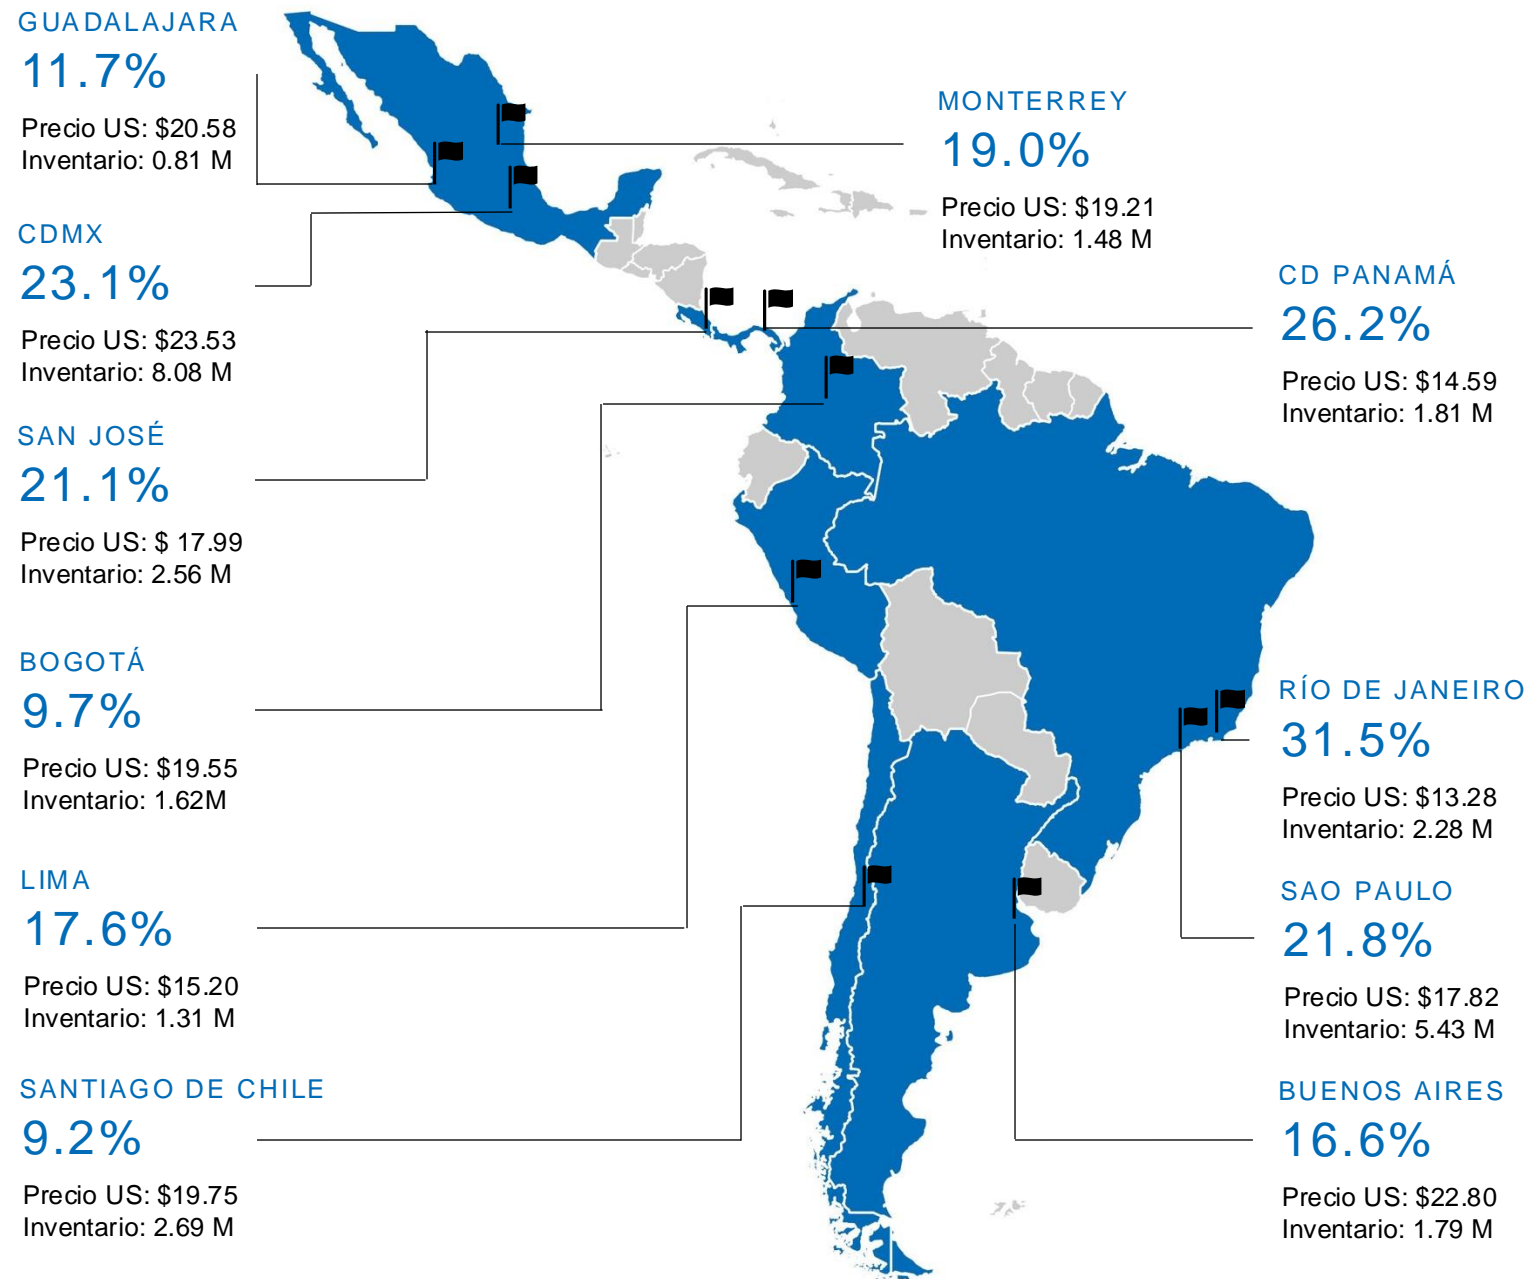 GUADALAJARA
11.7%
Precio US: $20.58
Inventario: 0.81 M
CDMX
23.1%
Precio US: $23.53
Inventario: 8.08 M
SAN JOSÉ
21.1%
Precio US: $ 17.99
Inventario: 2.56 M
BOGOTÁ
9.7%
Precio US: $19.55
Inventario: 1.62M
LIMA
17.6%
Precio US: $15.20
Inventario: 1.31 M
SANTIAGO DE CHILE
9.2%
Precio US: $19.75
Inventario: 2.69 M
MONTERREY
19.0%
Precio US: $19.21
Inventario: 1.48 M
CD PANAMÁ
26.2%
Precio US: $14.59
Inventario: 1.81 M
RÍO DE JANEIRO
31.5%
Precio US: $13.28
Inventario: 2.28 M
SAO PAULO
21.8%
Precio US: $17.82
Inventario: 5.43 M
BUENOS AIRES
16.6%
Precio US: $22.80
Inventario: 1.79 M